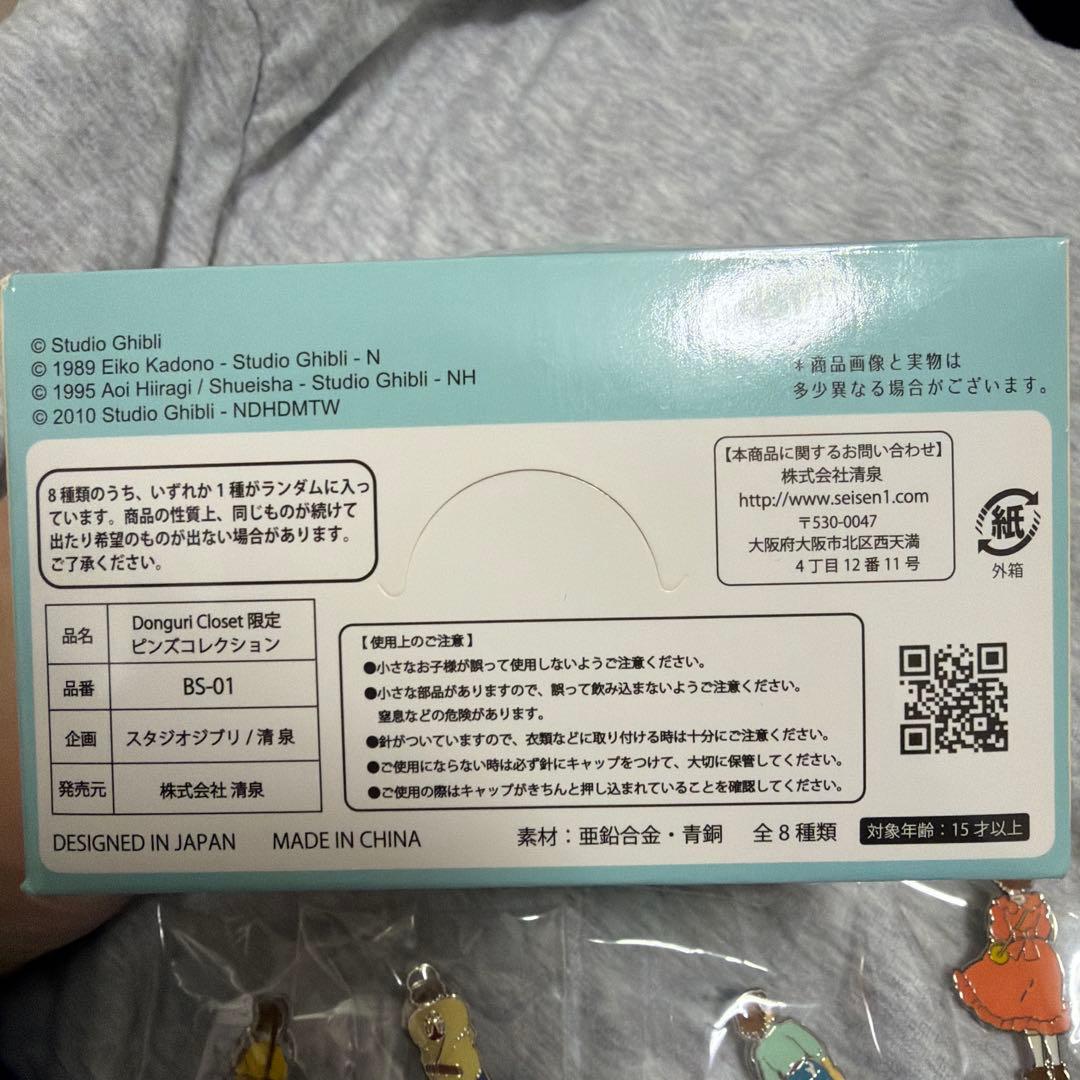 © Studio Ghibli
© 1989 Eiko Kadono - Studio Ghibli - N
© 1995 Aoi Hiiragi / Shueisha - Studio Ghibli - NH
© 2010 Studio Ghibli - NDHDMTW
＊商品画像と実物は
多少異なる場合がございます。
8種類のうち、いずれか1種がランダムに入っ
ています。商品の性質上、同じものが続けて
出たり希望のものが出ない場合があります。
ご了承ください。
【本商品に関するお問い合わせ】
株式会社清泉
http://www.seisen1.com
〒530-0047
大阪府大阪市北区西天満
4丁目12番11号
紙
外箱
品名 Donguri Closet 限定
ピンズコレクション
品番 BS-01
企画 スタジオジブリ / 清泉
発売元 株式会社 清泉
【使用上のご注意】
●小さなお子様が誤って使用しないようご注意ください。
●小さな部品がありますので、誤って飲み込まないようご注意ください。
窒息などの危険があります。
●針がついていますので、衣類などに取り付ける時は十分にご注意ください。
●ご使用にならない時は必ず針にキャップをつけて、大切に保管してください。
●ご使用の際はキャップがきちんと押し込まれていることを確認してください。
DESIGNED IN JAPAN MADE IN CHINA 素材：亜鉛合金・青銅 全8種類 対象年齢：15才以上